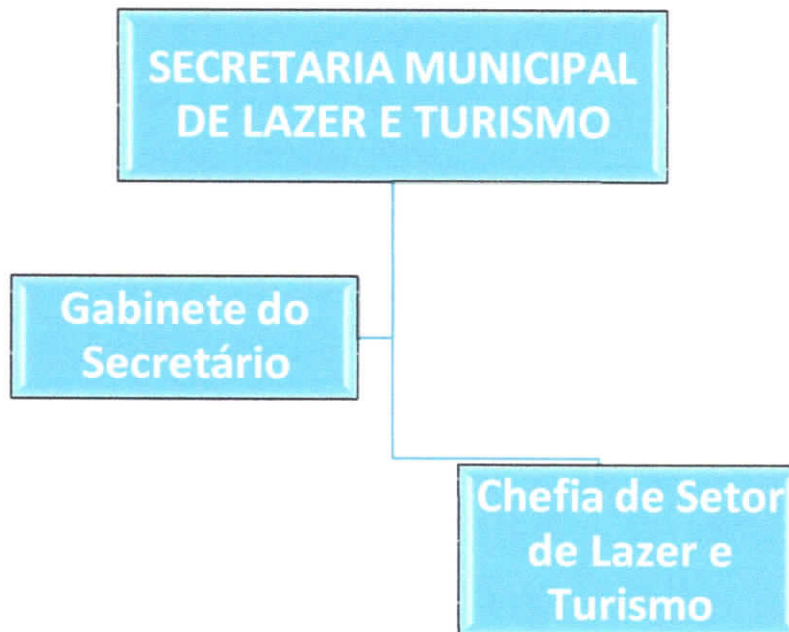 SECRETARIA MUNICIPAL
DE LAZER E TURISMO
Gabinete do
Secretário
Chefia de Setor
de Lazer e
Turismo